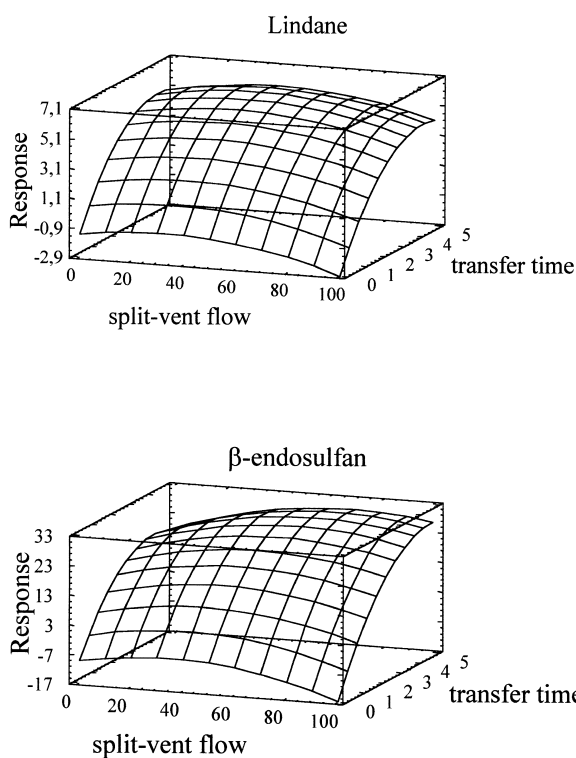 Lindane
Response
7,1
5,1
3,1
1,1
-0,9
-2,9
0 20 40 60 80 100
split-vent flow
0 1 2 3 4 5
transfer time
β-endosulfan
Response
33
23
13
3
-7
-17
0 20 40 60 80 100
split-vent flow
0 1 2 3 4 5
transfer time